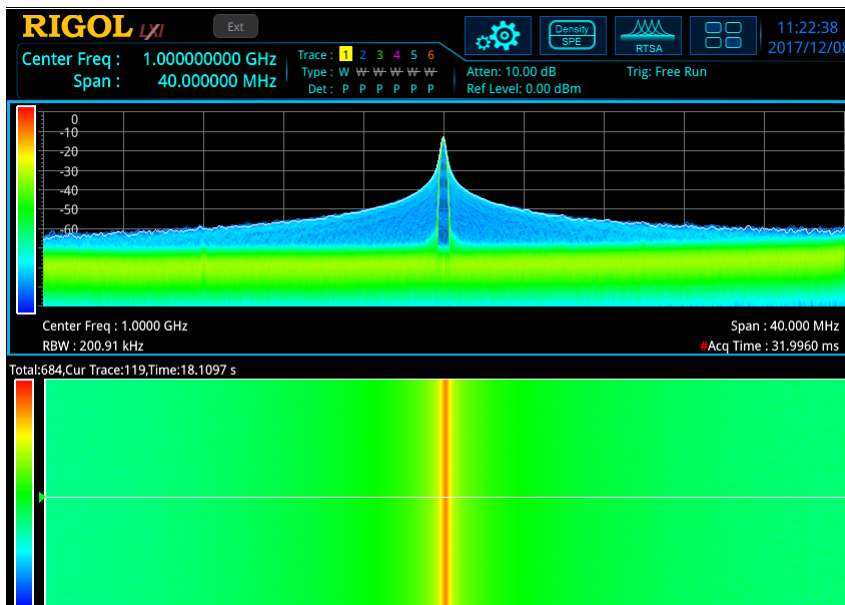 RIGOL LXI Ext
Center Freq : 1.000000000 GHz
Span : 40.000000 MHz
Trace : 1 2 3 4 5 6
Type : W W W W W W
Det : P P P P P P
Atten: 10.00 dB
Ref Level: 0.00 dBm
Trig: Free Run
Density
SPE
RTSA
11:22:38
2017/12/08
0
-10
-20
-30
-40
-50
-60
Center Freq : 1.0000 GHz
Span : 40.000 MHz
RBW : 200.91 kHz
#Acq Time : 31.9960 ms
Total:684,Cur Trace:119,Time:18.1097 s